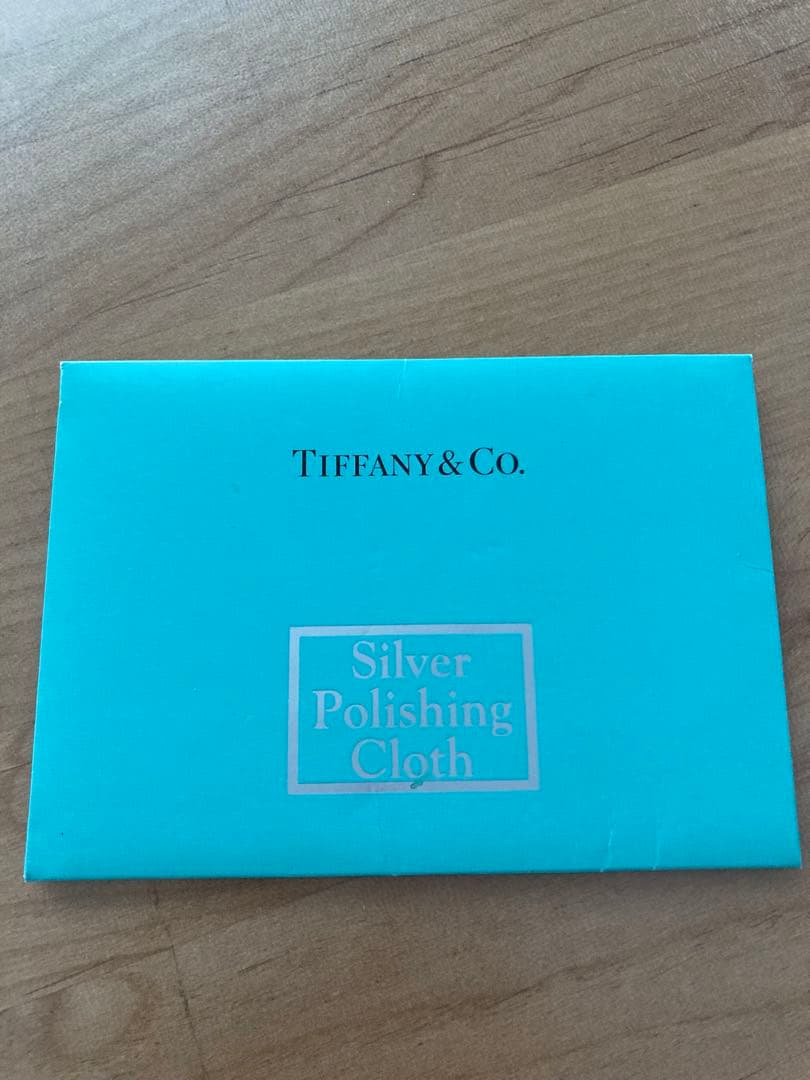 TIFFANY & CO.
Silver
Polishing
Cloth